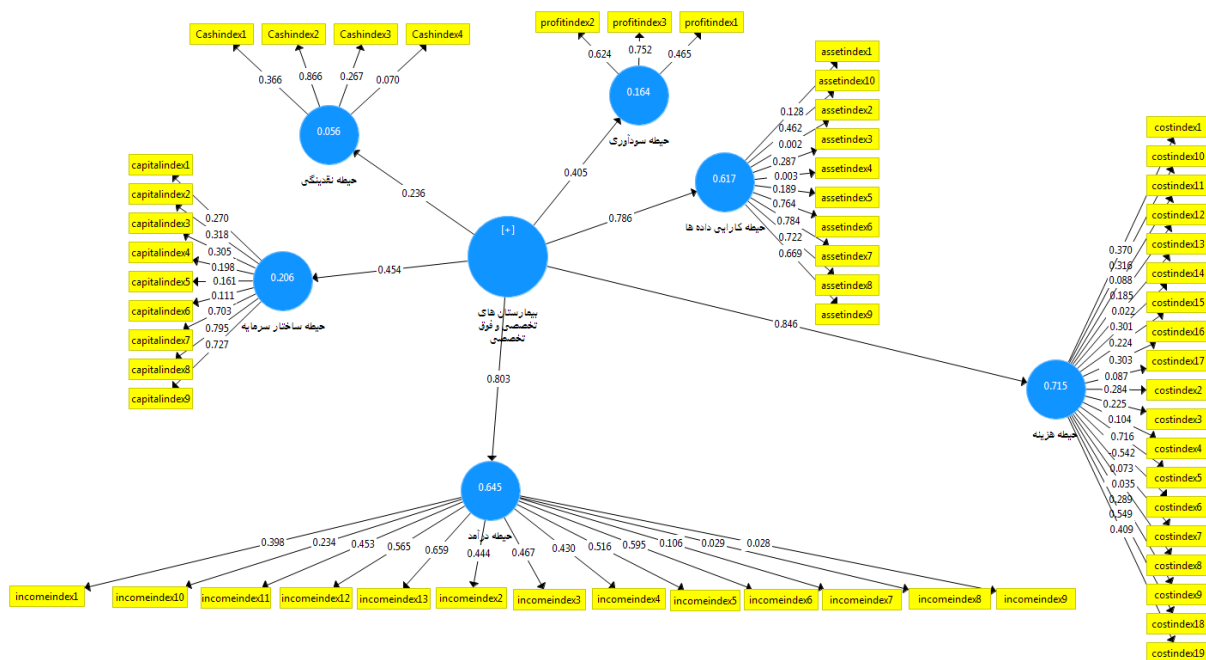 Cashindex1
Cashindex2
Cashindex3
Cashindex4
0.366
0.866
0.267
0.070
0.056
حیطه نقدینگی
profitindex2
profitindex3
profitindex1
0.624
0.752
0.465
0.164
حیطه سودآوری
assetindex1
assetindex10
assetindex2
assetindex3
assetindex4
assetindex5
assetindex6
assetindex7
assetindex8
assetindex9
0.128
0.462
0.002
0.287
0.003
0.189
0.764
0.784
0.722
0.669
0.617
حیطه کارایی داده ها
capitalindex1
capitalindex2
capitalindex3
capitalindex4
capitalindex5
capitalindex6
capitalindex7
capitalindex8
capitalindex9
0.270
0.318
0.305
0.198
0.161
0.111
0.703
0.795
0.727
0.206
حیطه ساختار سرمایه
0.236
0.405
0.786
0.454
0.846
0.803
[+]
بیمارستان های
تخصصی و فوق
تخصصی
costindex1
costindex10
costindex11
costindex12
costindex13
costindex14
costindex15
costindex16
costindex17
costindex2
costindex3
costindex4
costindex5
costindex6
costindex7
costindex8
costindex9
costindex18
costindex19
0.370
0.316
0.088
0.185
0.022
0.301
0.224
0.303
0.087
0.284
0.225
0.104
0.716
-0.542
0.073
0.035
0.289
0.549
0.409
0.715
حیطه هزینه
0.645
حیطه درآمد
0.398
0.234
0.453
0.565
0.659
0.444
0.467
0.430
0.516
0.595
0.106
0.029
0.028
incomeindex1
incomeindex10
incomeindex11
incomeindex12
incomeindex13
incomeindex2
incomeindex3
incomeindex4
incomeindex5
incomeindex6
incomeindex7
incomeindex8
incomeindex9